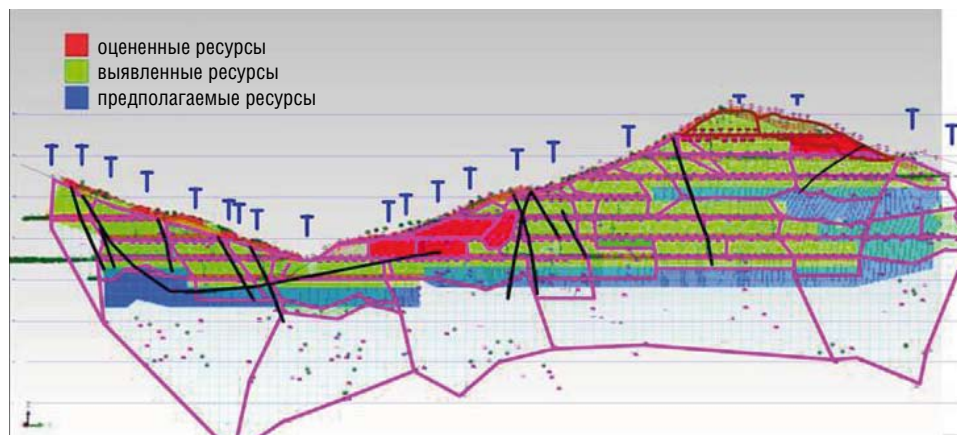 оцененные ресурсы
выявленные ресурсы
предполагаемые ресурсы